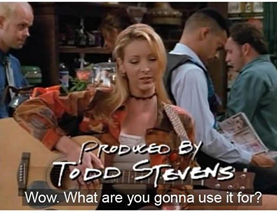 PRODUCED BY
TODD STEVENS
Wow. What are you gonna use it for?